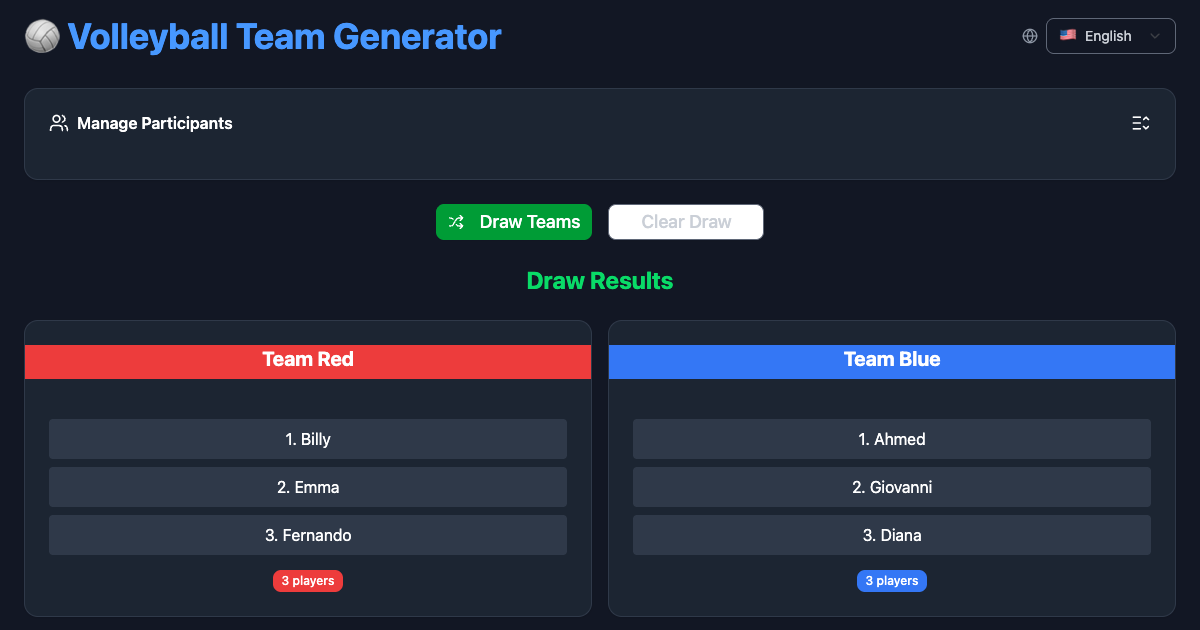 Volleyball Team Generator
English
Manage Participants
Draw Teams
Clear Draw
Draw Results
Team Red
1. Billy
2. Emma
3. Fernando
3 players
Team Blue
1. Ahmed
2. Giovanni
3. Diana
3 players